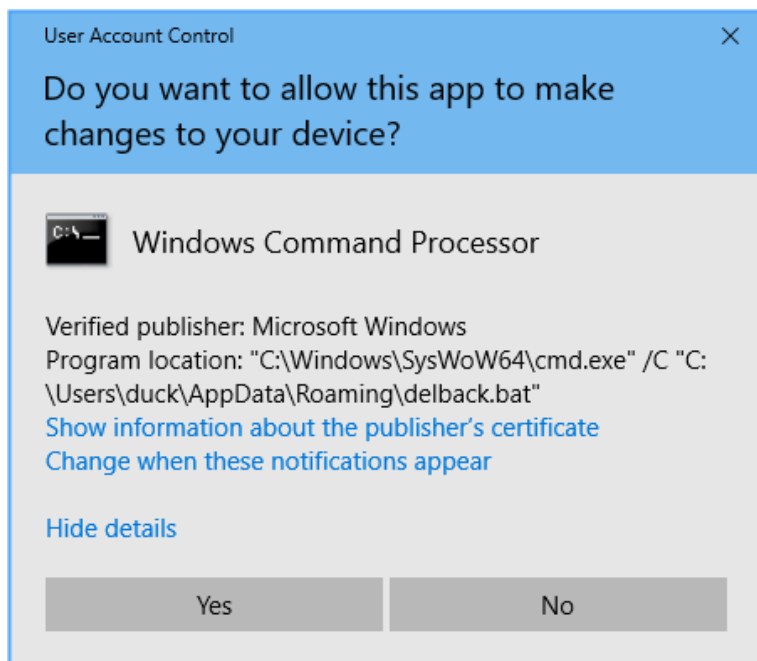 User Account Control
Do you want to allow this app to make
changes to your device?
C:\_
Windows Command Processor
Verified publisher: Microsoft Windows
Program location: "C:\Windows\SysWoW64\cmd.exe" /C "C:
\Users\duck\AppData\Roaming\delback.bat"
Show information about the publisher's certificate
Change when these notifications appear
Hide details
Yes
No